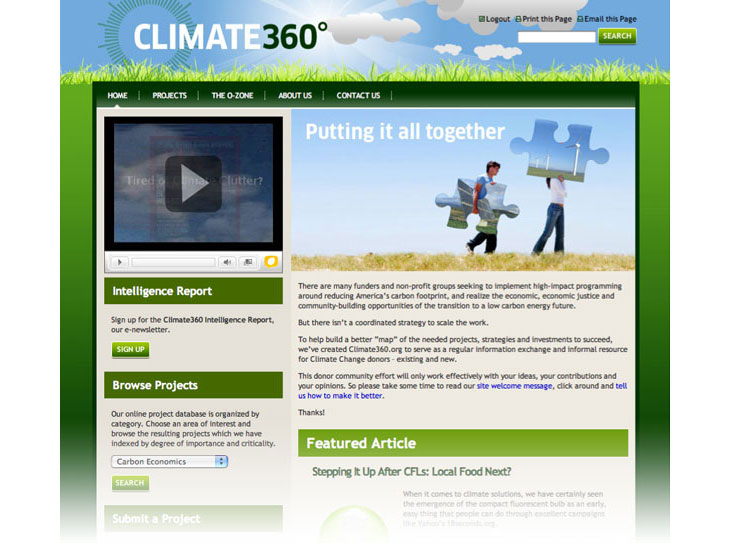 CLIMATE360°
Logout Print this Page Email this Page
SEARCH
HOME | PROJECTS | THE O-ZONE | ABOUT US | CONTACT US |
Tired of Climate Clutter?
Intelligence Report
Sign up for the Climate360 Intelligence Report,
our e-newsletter.
SIGN UP
Browse Projects
Our online project database is organized by
category. Choose an area of interest and
browse the resulting projects which we have
indexed by degree of importance and criticality.
Carbon Economics
SEARCH
Submit a Project
Putting it all together
There are many funders and non-profit groups seeking to implement high-impact programming
around reducing America's carbon footprint, and realize the economic, economic justice and
community-building opportunities of the transition to a low carbon energy future.
But there isn't a coordinated strategy to scale the work.
To help build a better "map" of the needed projects, strategies and investments to succeed,
we've created Climate360.org to serve as a regular information exchange and informal resource
for Climate Change donors - existing and new.
This donor community effort will only work effectively with your ideas, your contributions and
your opinions. So please take some time to read our site welcome message, click around and tell
us how to make it better.
Thanks!
Featured Article
Stepping It Up After CFLs: Local Food Next?
When it comes to climate solutions, we have certainly seen
the emergence of the compact fluorescent bulb as an early,
easy thing that people can do through excellent campaigns
like Yahoo's 18seconds.org.